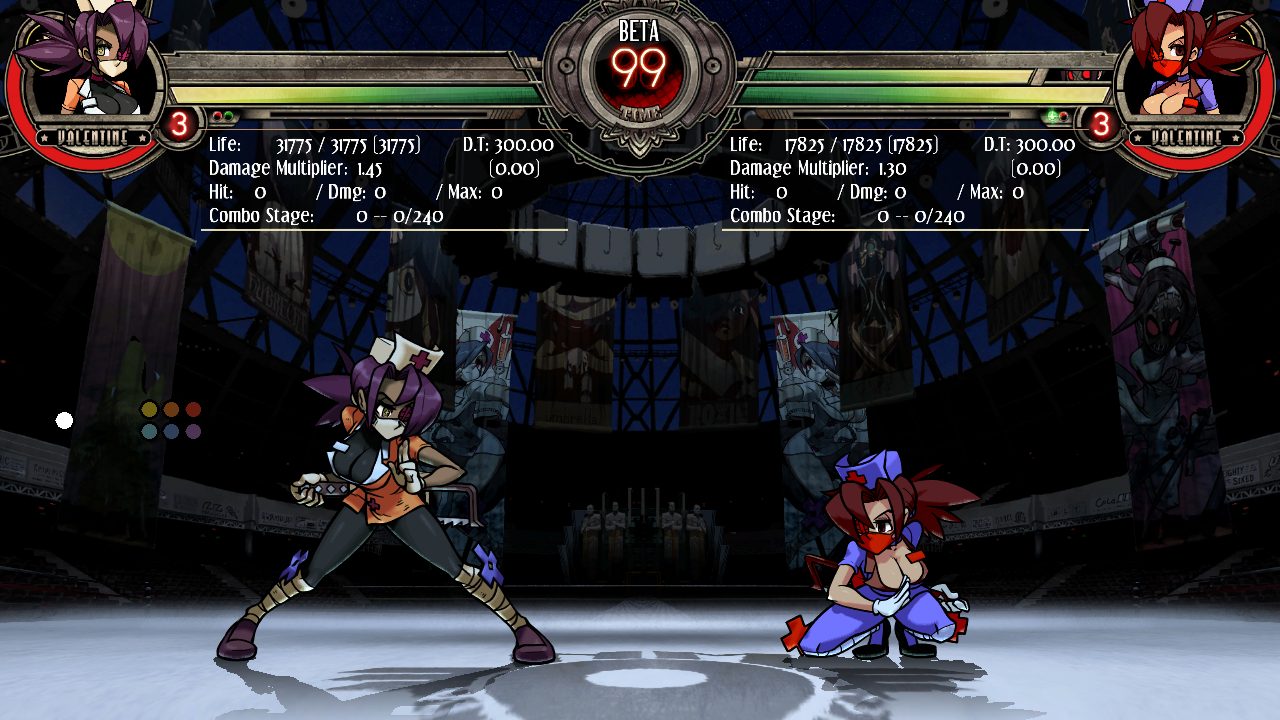 BETA
99
TIME
VALENTINE
3
3
VALENTINE
Life: 31775 / 31775 (31775) D.T: 300.00
Damage Multiplier: 1.45 (0.00)
Hit: 0 / Dmg: 0 / Max: 0
Combo Stage: 0 -- 0/240
Life: 17825 / 17825 (17825) D.T: 300.00
Damage Multiplier: 1.30 (0.00)
Hit: 0 / Dmg: 0 / Max: 0
Combo Stage: 0 -- 0/240